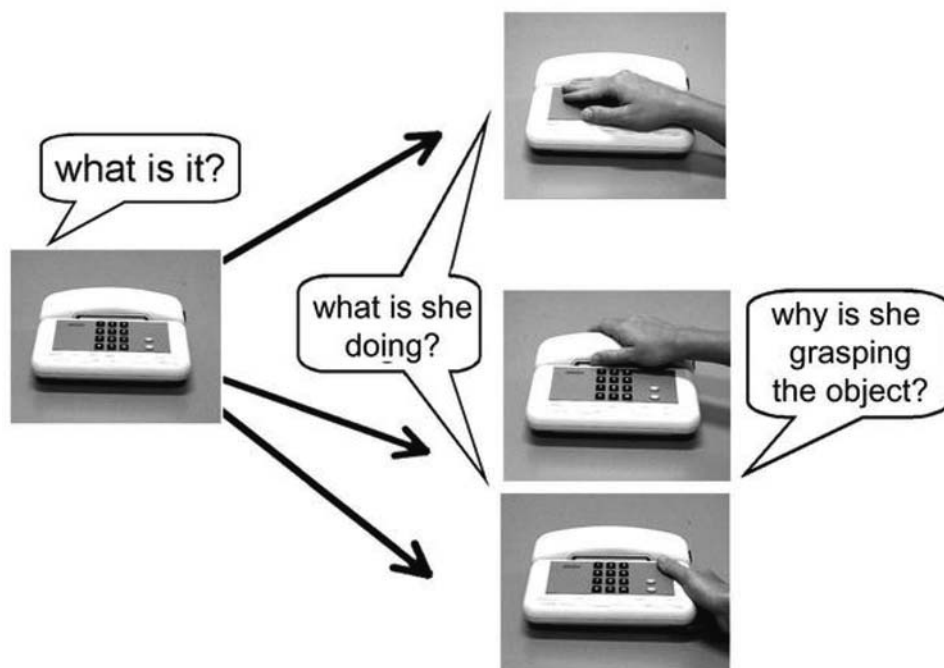 what is it?
what is she
doing?
why is she
grasping
the object?